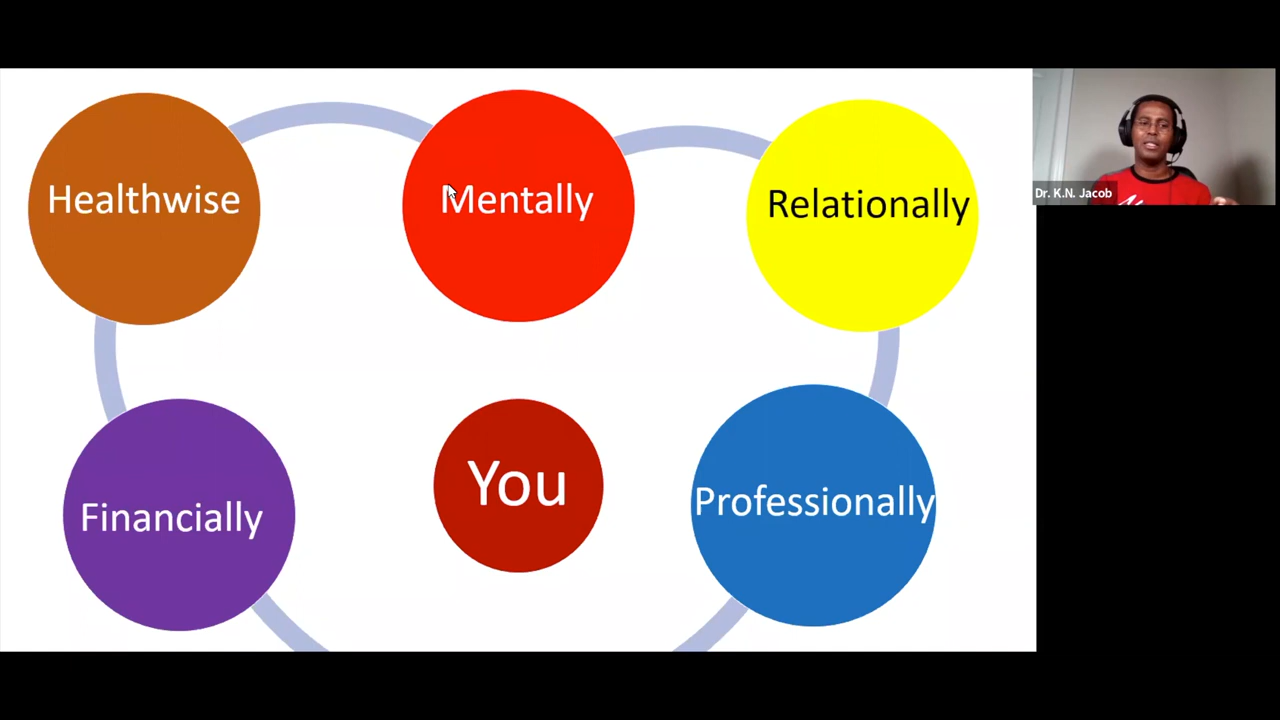 Healthwise
Mentally
Relationally
Dr. K.N. Jacob
Financially
You
Professionally